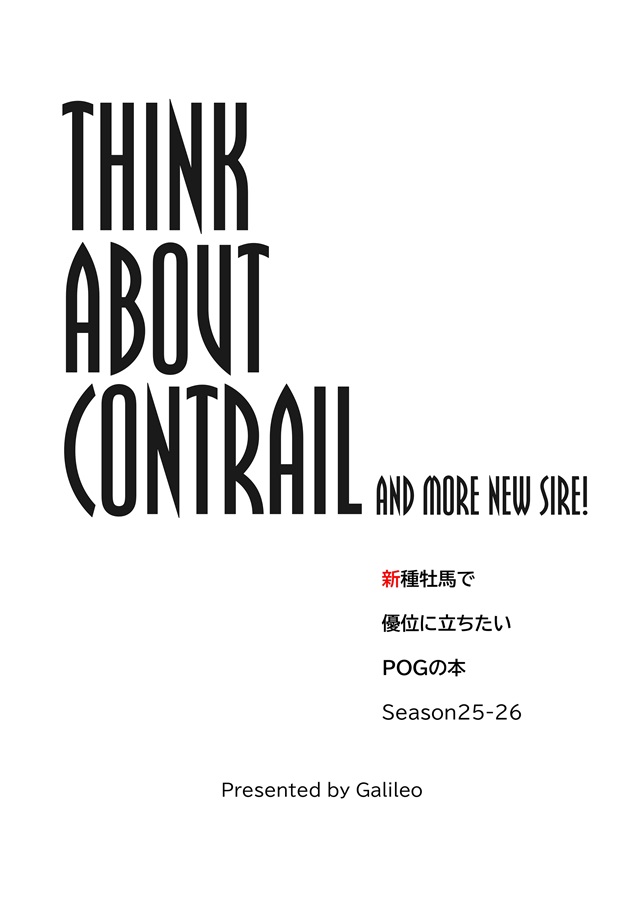 THINK
ABOUT
CONTRAIL
AND MORE NEW SIRE!
新種牡馬で
優位に立ちたい
POGの本
Season25-26
Presented by Galileo